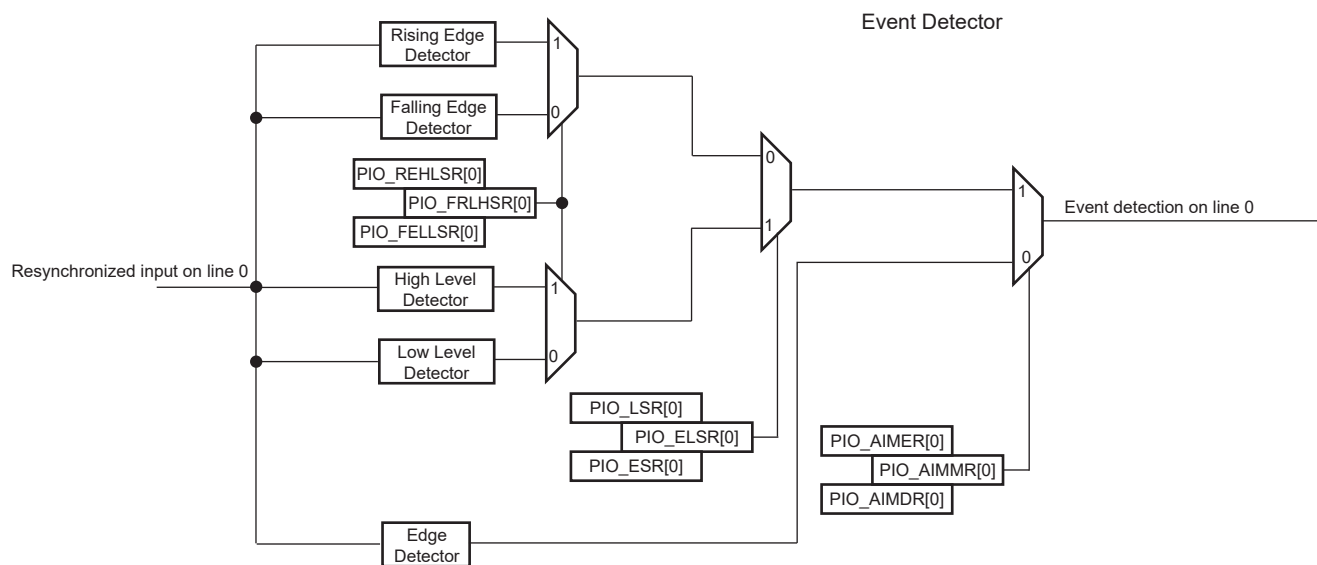 Event Detector
Rising Edge
Detector
1
Falling Edge
Detector
0
0
PIO_REHLSR[0]
PIO_FRLHSR[0]
PIO_FELLSR[0]
1
1
Event detection on line 0
0
Resynchronized input on line 0
High Level
Detector
1
Low Level
Detector
0
PIO_LSR[0]
PIO_ELSR[0]
PIO_ESR[0]
PIO_AIMER[0]
PIO_AIMMR[0]
PIO_AIMDR[0]
Edge
Detector